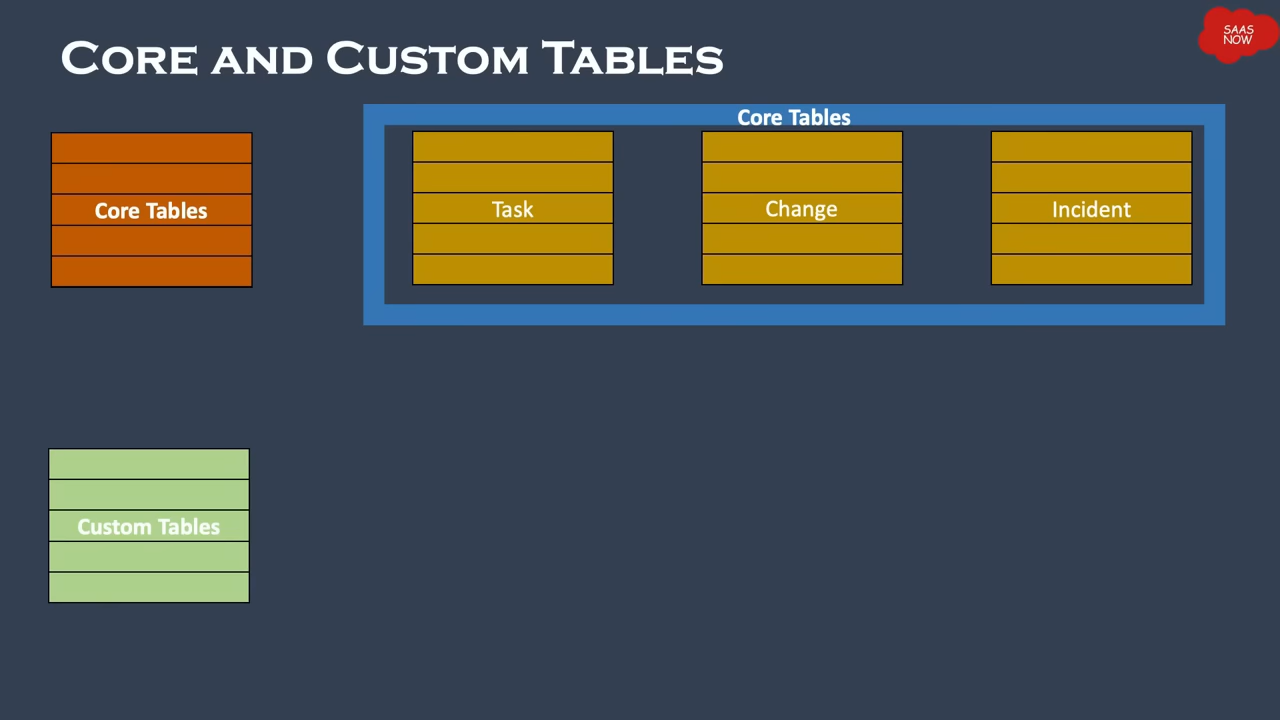 CORE AND CUSTOM TABLES
SAAS
NOW
Core Tables
Core Tables
Task
Change
Incident
Custom Tables